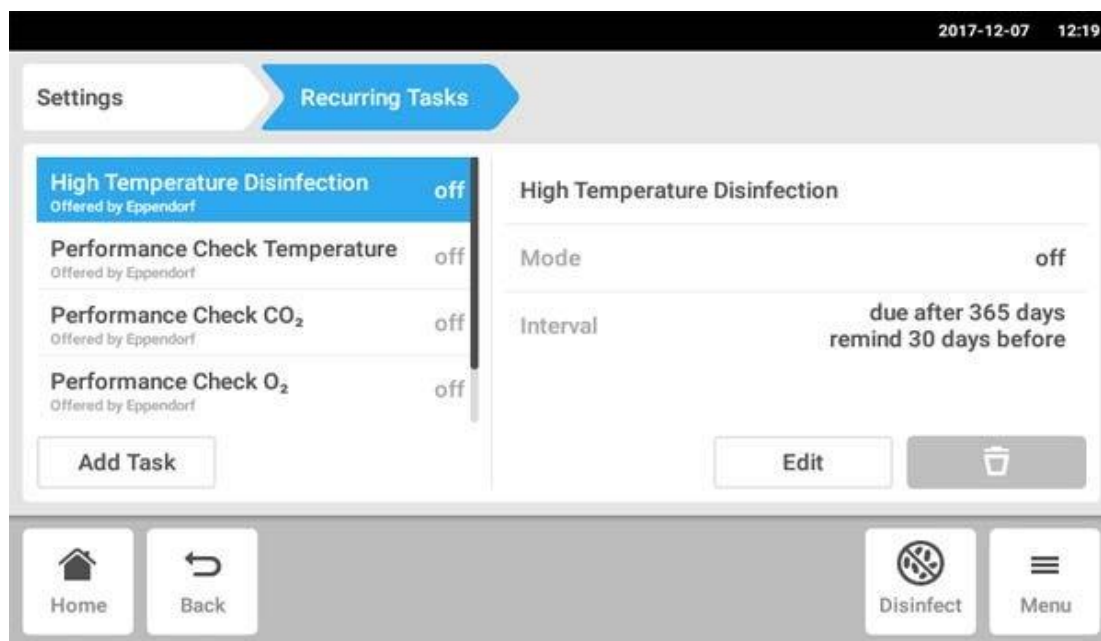 2017-12-07 12:19
Settings
Recurring Tasks
High Temperature Disinfection off
Offered by Eppendorf
Performance Check Temperature off
Offered by Eppendorf
Performance Check CO₂ off
Offered by Eppendorf
Performance Check O₂ off
Offered by Eppendorf
Add Task
High Temperature Disinfection
Mode off
Interval due after 365 days
remind 30 days before
Edit
Home
Back
Disinfect
Menu